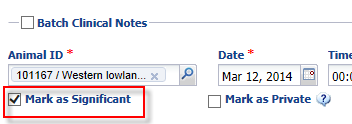 Batch Clinical Notes
Animal ID * Date * Time
101167 / Western lowlan... × Mar 12, 2014 00:0
Mark as Significant Mark as Private ?